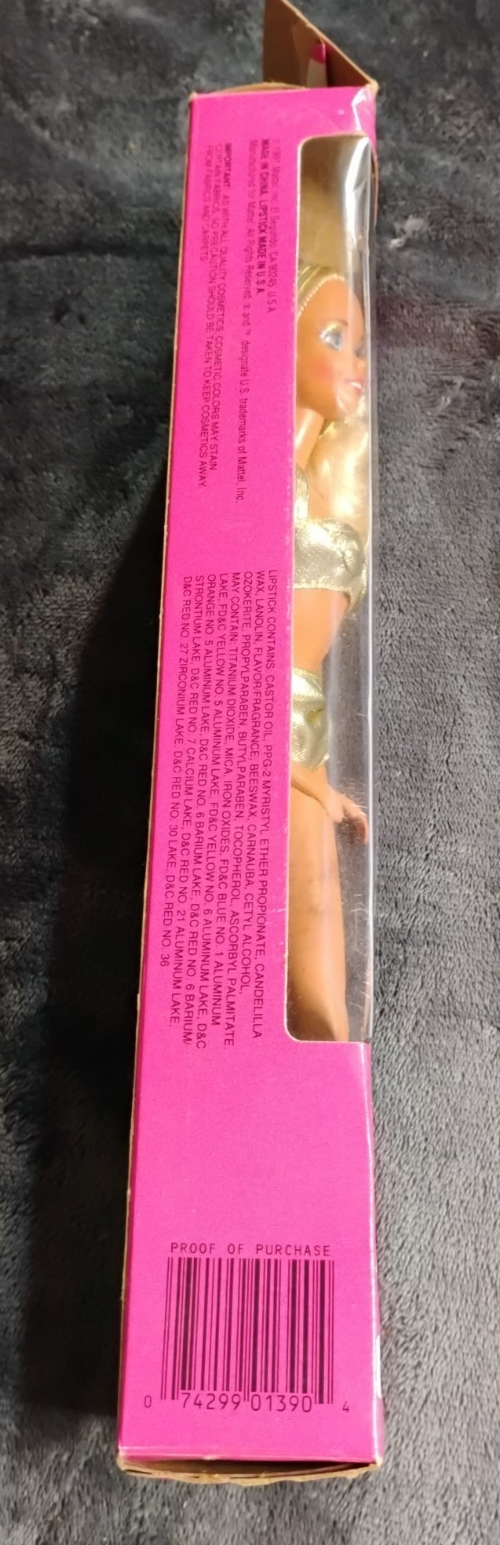 1991 Mattel, Inc. El Segundo, CA 90245 U.S.A.
MADE IN CHINA. LIPSTICK MADE IN U.S.A.
Manufactured for Mattel. All Rights Reserved. ® and ™ designate U.S. trademarks of Mattel, Inc.
IMPORTANT: AS WITH ALL QUALITY COSMETICS, COSMETIC COLORS MAY STAIN
CERTAIN FABRICS, SO PRECAUTION SHOULD BE TAKEN TO KEEP COSMETICS AWAY
FROM FABRICS AND CARPETS.
LIPSTICK CONTAINS: CASTOR OIL, PPG-2 MYRISTYL ETHER PROPIONATE, CANDELILLA
WAX, LANOLIN, FLAVOR/FRAGRANCE, BEESWAX, CARNAUBA, CETYL ALCOHOL,
OZOKERITE, PROPYLPARABEN, BUTYLPARABEN, TOCOPHEROL, ASCORBYL PALMITATE.
MAY CONTAIN: TITANIUM DIOXIDE, MICA, IRON OXIDES, FD&C BLUE NO. 1 ALUMINUM
LAKE, FD&C YELLOW NO. 5 ALUMINUM LAKE, FD&C YELLOW NO. 6 ALUMINUM LAKE, D&C
ORANGE NO. 5 ALUMINUM LAKE, D&C RED NO. 6 BARIUM LAKE, D&C RED NO. 6 BARIUM/
STRONTIUM LAKE, D&C RED NO. 7 CALCIUM LAKE, D&C RED NO. 21 ALUMINUM LAKE,
D&C RED NO. 27 ZIRCONIUM LAKE, D&C RED NO. 30 LAKE, D&C RED NO. 36
PROOF OF PURCHASE
0 74299 01390 4